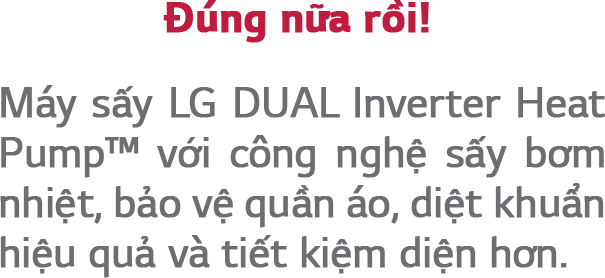 Đúng nữa rồi!
Máy sấy LG DUAL Inverter Heat
Pump™ với công nghệ sấy bơm
nhiệt, bảo vệ quần áo, diệt khuẩn
hiệu quả và tiết kiệm diện hơn.